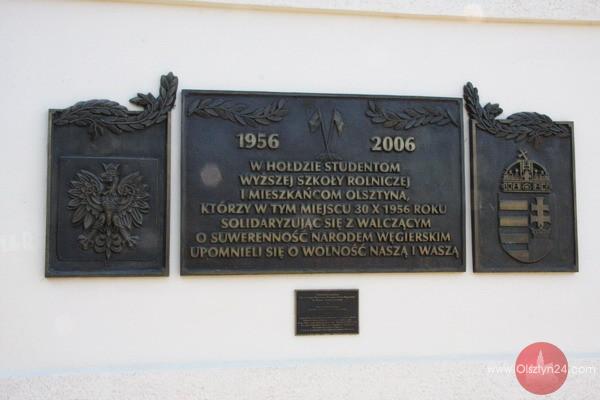 1956 2006
W HOŁDZIE STUDENTOM
WYŻSZEJ SZKOŁY ROLNICZEJ
I MIESZKAŃCOM OLSZTYNA,
KTÓRZY W TYM MIEJSCU 30 X 1956 ROKU
SOLIDARYZUJĄC SIĘ Z WALCZĄCYM
O SUWERENNOŚĆ NARODEM WĘGIERSKIM
UPOMNIELI SIĘ O WOLNOŚĆ NASZĄ I WASZĄ
www.Olsztyn24.com